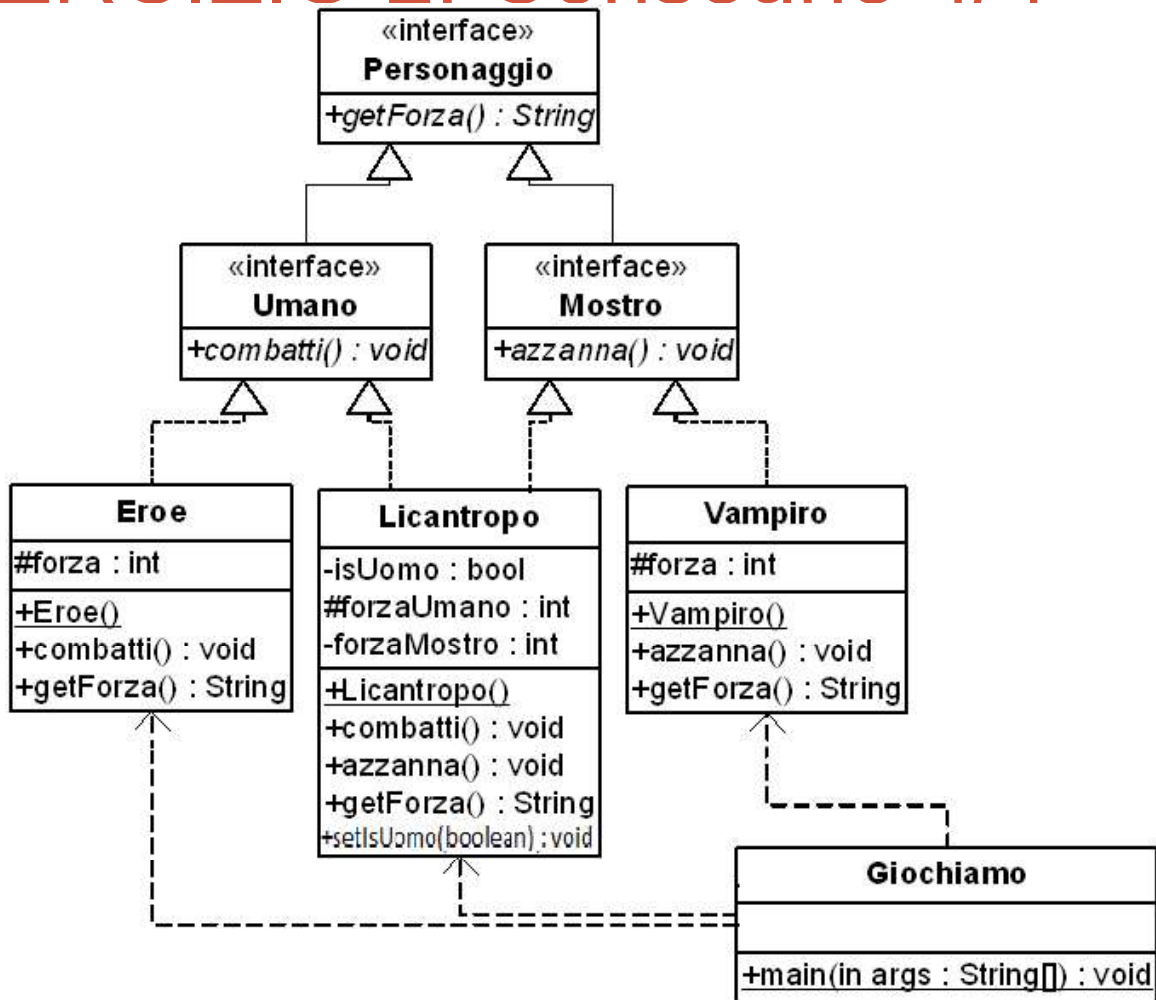 «interface»
Personaggio
+getForza() : String
«interface»
Umano
+combatti() : void
«interface»
Mostro
+azzanna() : void
Eroe
#forza : int
+Eroe()
+combatti() : void
+getForza() : String
Licantropo
-isUomo : bool
#forzaUmano : int
-forzaMostro : int
+Licantropo()
+combatti() : void
+azzanna() : void
+getForza() : String
+setIsUomo(boolean) : void
Vampiro
#forza : int
+Vampiro()
+azzanna() : void
+getForza() : String
Giochiamo
+main(in args : String[]) : void